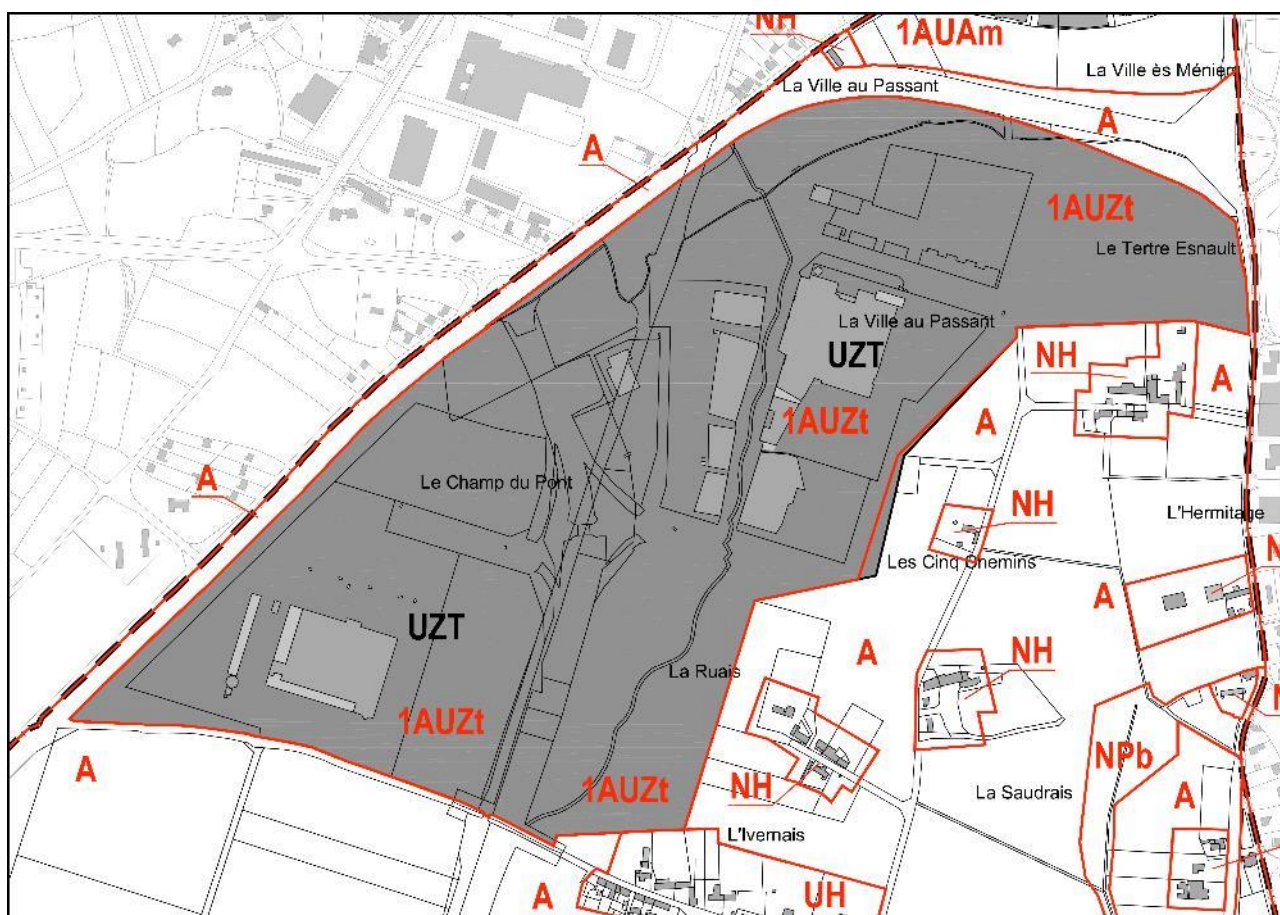 NH
1AUAm
La Ville ès Ménier
La Ville au Passant
A
A
1AUZt
Le Tertre Esnault
La Ville au Passant
UZT
NH
A
1AUZt
A
Le Champ du Pont
A
NH
L'Hermitage
Les Cinq Chemins
N
A
UZT
A
NH
La Ruais
N
1AUZt
NPb
A
1AUZt
NH
La Saudrais
A
L'Ivernais
A
UH